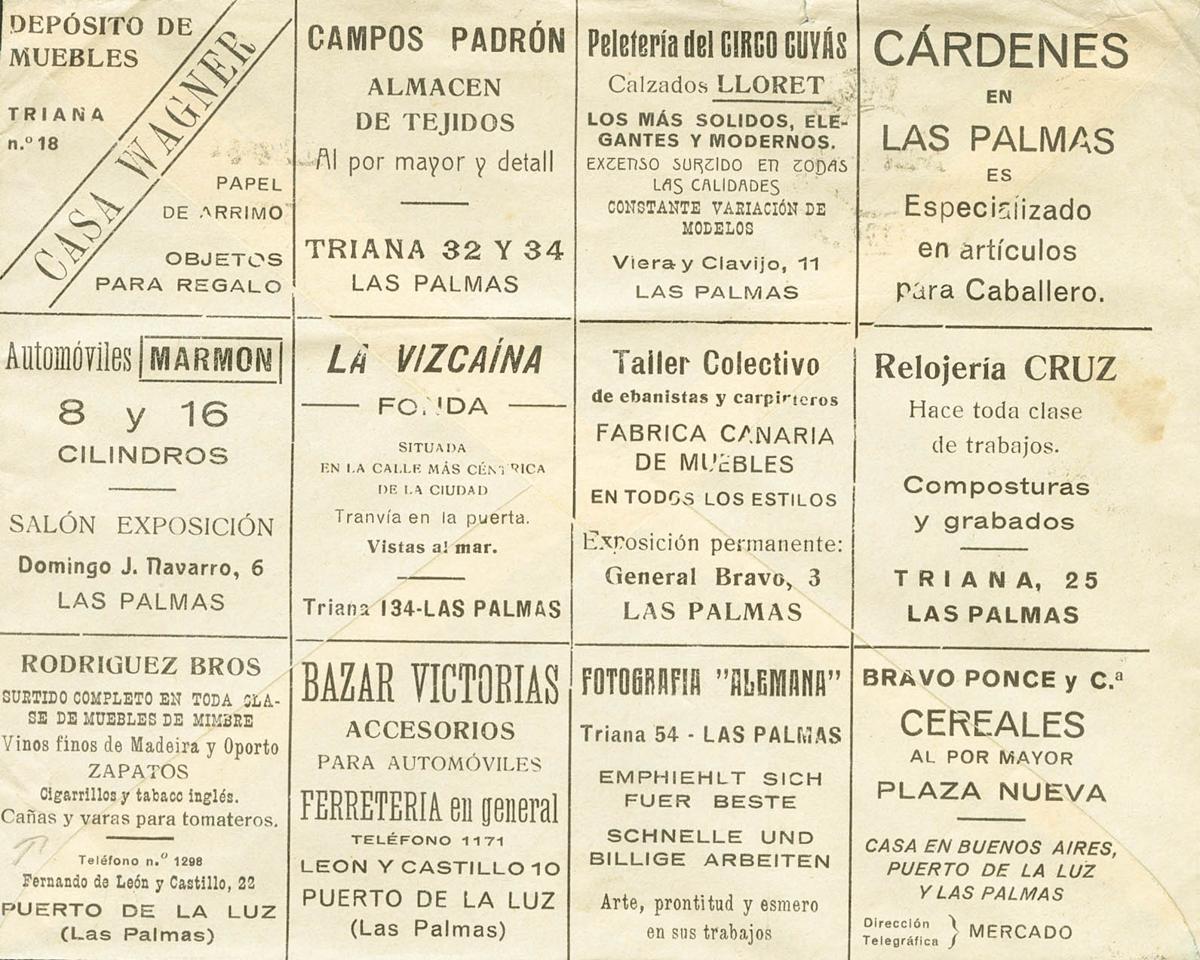 DEPÓSITO DE
MUEBLES
TRIANA
n.º 18
CASA WAGNER
PAPEL
DE ARRIMO
OBJETOS
PARA REGALO
CAMPOS PADRÓN
ALMACEN
DE TEJIDOS
Al por mayor y detall
TRIANA 32 Y 34
LAS PALMAS
Peletería del CIRCO CUYÁS
Calzados LLORET
LOS MÁS SOLIDOS, ELE-
GANTES Y MODERNOS.
EXTENSO SURTIDO EN TODAS
LAS CALIDADES
CONSTANTE VARIACIÓN DE
MODELOS
Viera y Clavijo, 11
LAS PALMAS
CÁRDENES
EN
LAS PALMAS
ES
Especializado
en artículos
para Caballero.
Automóviles MARMON
8 y 16
CILINDROS
SALÓN EXPOSICIÓN
Domingo J. Navarro, 6
LAS PALMAS
LA VIZCAÍNA
FONDA
SITUADA
EN LA CALLE MÁS CÉNTRICA
DE LA CIUDAD
Tranvía en la puerta.
Vistas al mar.
Triana 134-LAS PALMAS
Taller Colectivo
de ebanistas y carpinteros
FABRICA CANARIA
DE MUEBLES
EN TODOS LOS ESTILOS
Exposición permanente:
General Bravo, 3
LAS PALMAS
Relojería CRUZ
Hace toda clase
de trabajos.
Composturas
y grabados
TRIANA, 25
LAS PALMAS
RODRIGUEZ BROS
SURTIDO COMPLETO EN TODA CLA-
SE DE MUEBLES DE MIMBRE
Vinos finos de Madeira y Oporto
ZAPATOS
Cigarrillos y tabaco inglés.
Cañas y varas para tomateros.
Teléfono n.º 1298
Fernando de León y Castillo, 22
PUERTO DE LA LUZ
(Las Palmas)
BAZAR VICTORIAS
ACCESORIOS
PARA AUTOMÓVILES
FERRETERIA en general
TELÉFONO 1171
LEON Y CASTILLO 10
PUERTO DE LA LUZ
(Las Palmas)
FOTOGRAFIA "ALEMANA"
Triana 54 - LAS PALMAS
EMPHIEHLT SICH
FUER BESTE
SCHNELLE UND
BILLIGE ARBEITEN
Arte, prontitud y esmero
en sus trabajos
BRAVO PONCE y C.ª
CEREALES
AL POR MAYOR
PLAZA NUEVA
CASA EN BUENOS AIRES,
PUERTO DE LA LUZ
Y LAS PALMAS
Dirección
Telegráfica } MERCADO